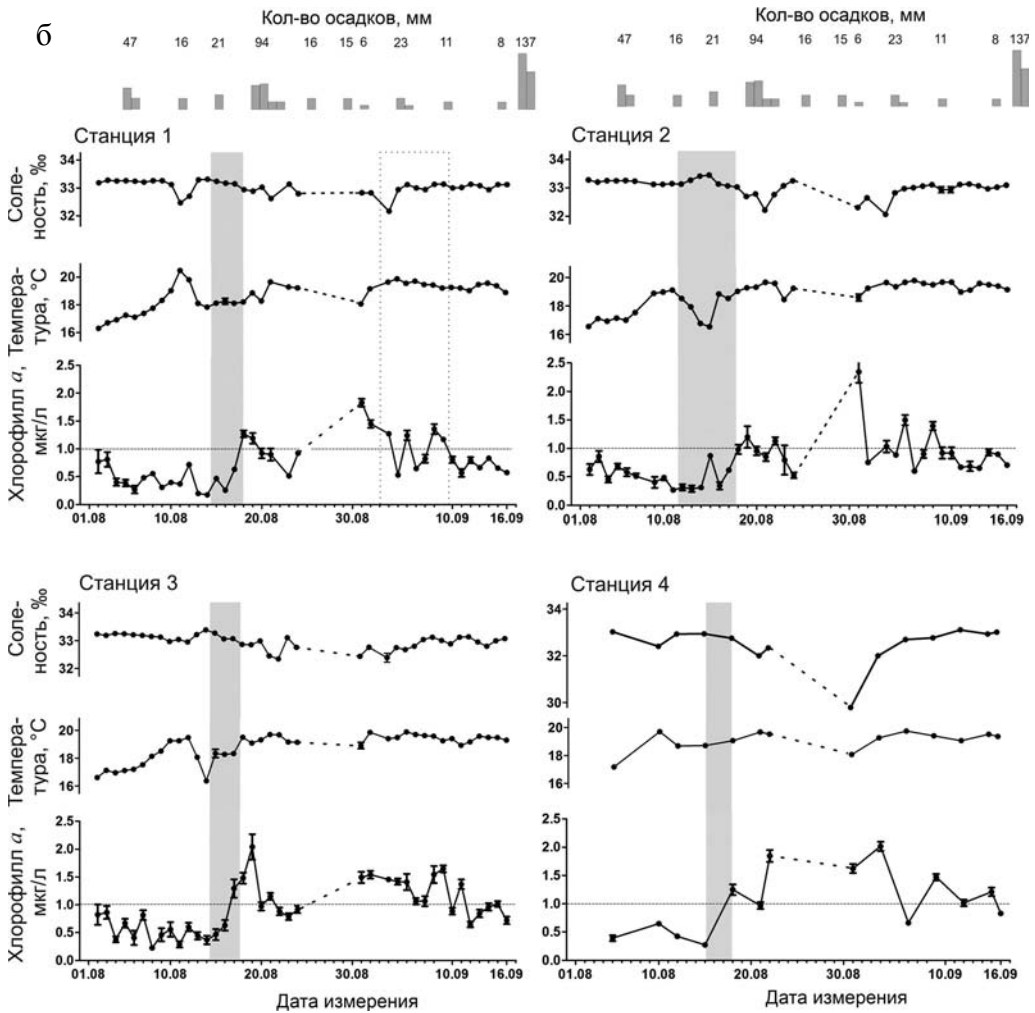 б
Кол-во осадков, мм
47 16 21 94 16 15 6 23 11 8 137
Кол-во осадков, мм
47 16 21 94 16 15 6 23 11 8 137
Станция 1
Соле-
ность, ‰
34
33
32
Темпера-
тура, °C
20
18
16
Хлорофилл a,
мкг/л
2.5
2.0
1.5
1.0
0.5
0.0
01.08 10.08 20.08 30.08 10.09 16.09
Станция 2
34
33
32
20
18
16
2.5
2.0
1.5
1.0
0.5
0.0
01.08 10.08 20.08 30.08 10.09 16.09
Станция 3
Соле-
ность, ‰
33
32
Темпера-
тура, °C
20
18
16
Хлорофилл a,
мкг/л
2.5
2.0
1.5
1.0
0.5
0.0
01.08 10.08 20.08 30.08 10.09 16.09
Дата измерения
Станция 4
33
32
30
20
18
16
2.5
2.0
1.5
1.0
0.5
0.0
01.08 10.08 20.08 30.08 10.09 16.09
Дата измерения